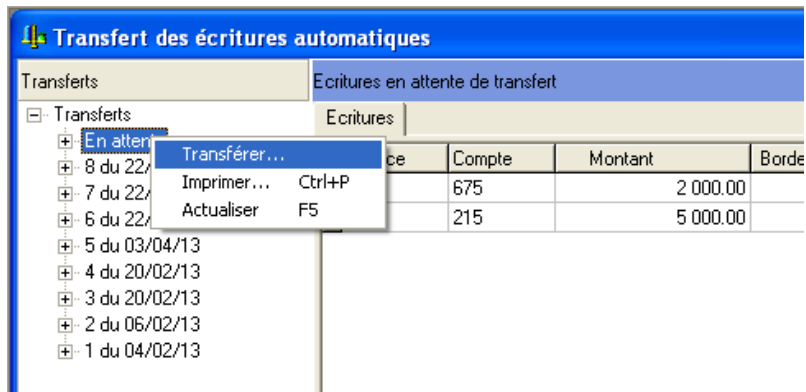 Transfert des écritures automatiques
Transferts
Ecritures en attente de transfert
Transferts
En atten
8 du 22/
7 du 22/
6 du 22/
5 du 03/04/13
4 du 20/02/13
3 du 20/02/13
2 du 06/02/13
1 du 04/02/13
Transférer...
Imprimer... Ctrl+P
Actualiser F5
Ecritures
ce Compte Montant Borde
675 2 000.00
215 5 000.00